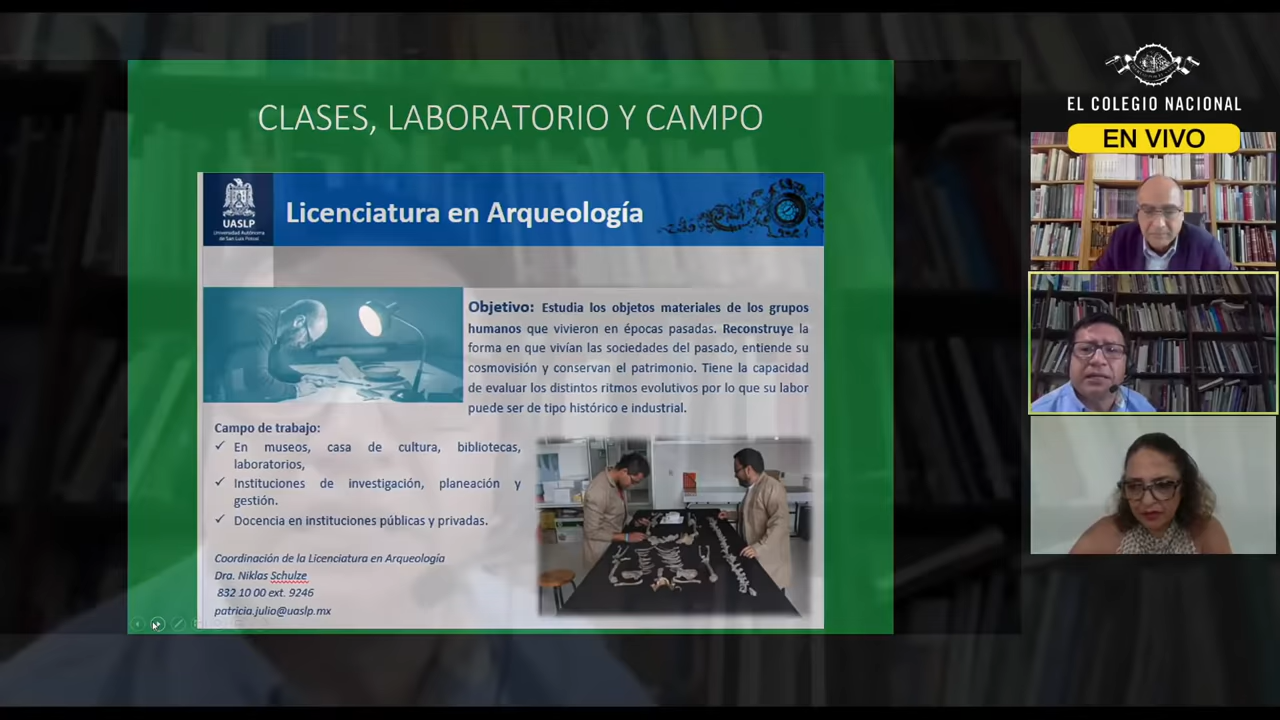 CLASES, LABORATORIO Y CAMPO
UASLP
Universidad Autónoma
de San Luis Potosí
Licenciatura en Arqueología
Objetivo: Estudia los objetos materiales de los grupos
humanos que vivieron en épocas pasadas. Reconstruye la
forma en que vivían las sociedades del pasado, entiende su
cosmovisión y conservan el patrimonio. Tiene la capacidad
de evaluar los distintos ritmos evolutivos por lo que su labor
puede ser de tipo histórico e industrial.
Campo de trabajo:
✓ En museos, casa de cultura, bibliotecas,
laboratorios,
✓ Instituciones de investigación, planeación y
gestión.
✓ Docencia en instituciones públicas y privadas.
Coordinación de la Licenciatura en Arqueología
Dra. Niklas Schulze
832 10 00 ext. 9246
patricia.julio@uaslp.mx
EL COLEGIO NACIONAL
EN VIVO